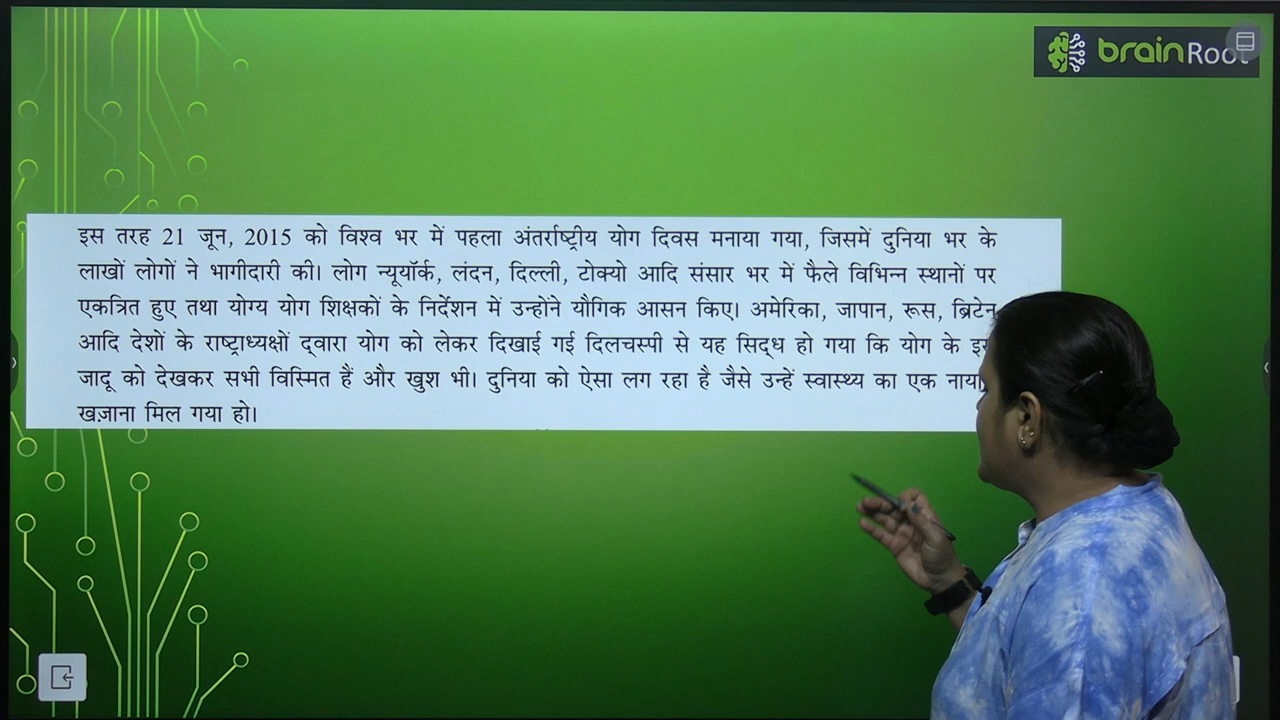 brainRoot
इस तरह 21 जून, 2015 को विश्व भर में पहला अंतर्राष्ट्रीय योग दिवस मनाया गया, जिसमें दुनिया भर के
लाखों लोगों ने भागीदारी की। लोग न्यूयॉर्क, लंदन, दिल्ली, टोक्यो आदि संसार भर में फैले विभिन्न स्थानों पर
एकत्रित हुए तथा योग्य योग शिक्षकों के निर्देशन में उन्होंने यौगिक आसन किए। अमेरिका, जापान, रूस, ब्रिटेन
आदि देशों के राष्ट्राध्यक्षों द्वारा योग को लेकर दिखाई गई दिलचस्पी से यह सिद्ध हो गया कि योग के
जादू को देखकर सभी विस्मित हैं और खुश भी। दुनिया को ऐसा लग रहा है जैसे उन्हें स्वास्थ्य का एक नाया
खज़ाना मिल गया हो।